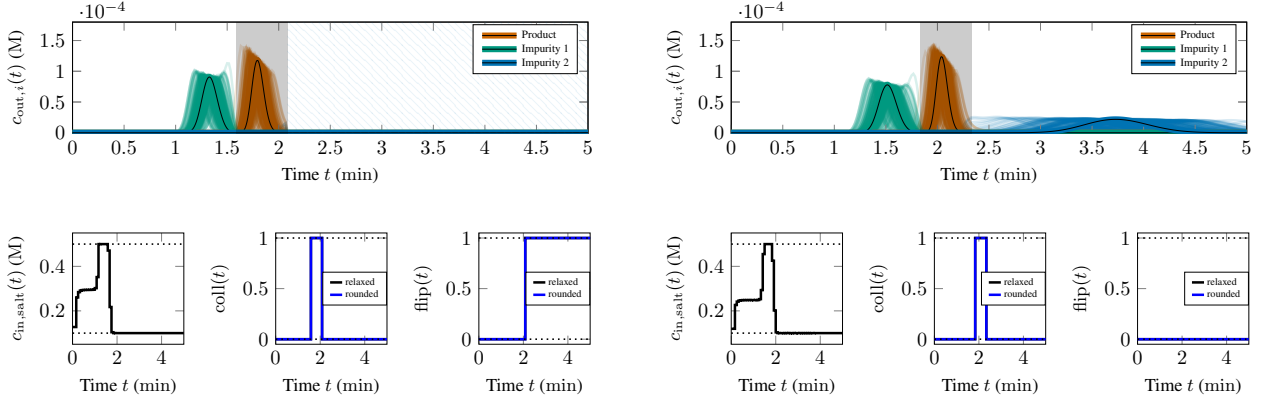 ·10⁻⁴
1.5
1
0.5
0
c_out,i(t) (M)
Product
Impurity 1
Impurity 2
0 0.5 1 1.5 2 2.5 3 3.5 4 4.5 5
Time t (min)
·10⁻⁴
1.5
1
0.5
0
c_out,i(t) (M)
Product
Impurity 1
Impurity 2
0 0.5 1 1.5 2 2.5 3 3.5 4 4.5 5
Time t (min)
c_in,salt(t) (M)
0.4
0.2
0 2 4
Time t (min)
coll(t)
1
0.5
0
relaxed
rounded
0 2 4
Time t (min)
flip(t)
1
0.5
0
relaxed
rounded
0 2 4
Time t (min)
c_in,salt(t) (M)
0.4
0.2
0 2 4
Time t (min)
coll(t)
1
0.5
0
relaxed
rounded
0 2 4
Time t (min)
flip(t)
1
0.5
0
relaxed
rounded
0 2 4
Time t (min)